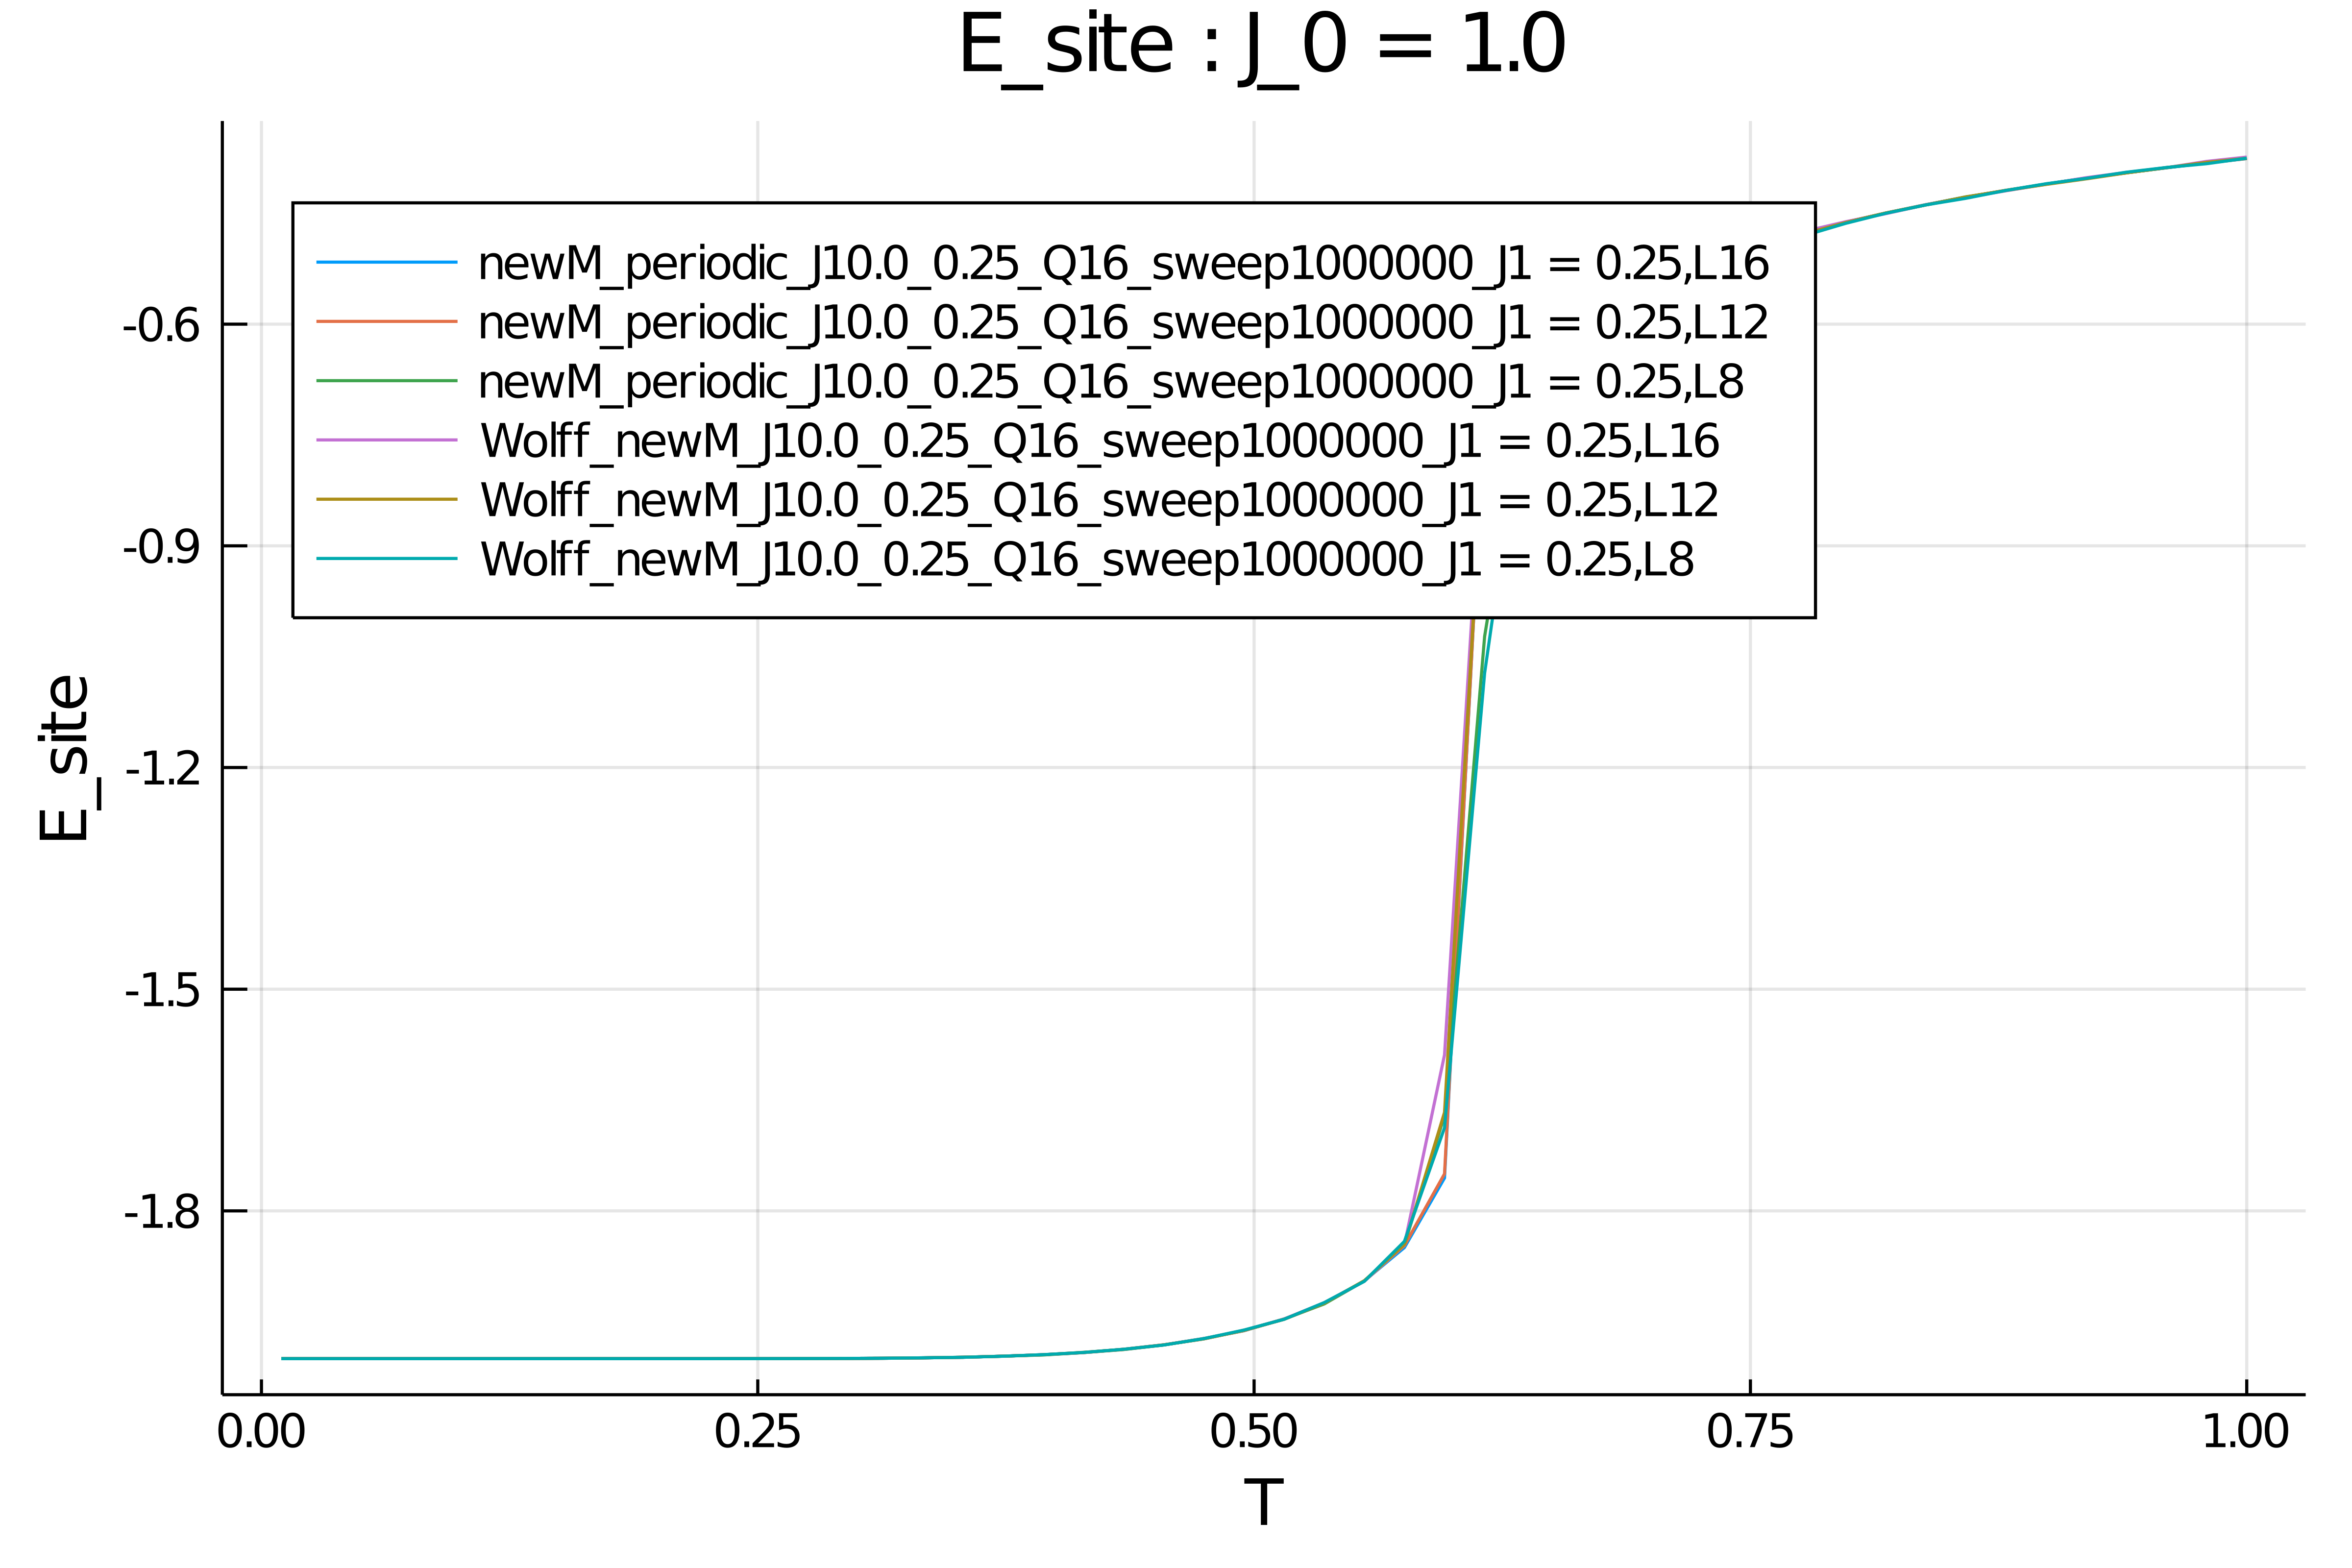 E_site : J_0 = 1.0
newM_periodic_J10.0_0.25_Q16_sweep1000000_J1 = 0.25,L16
newM_periodic_J10.0_0.25_Q16_sweep1000000_J1 = 0.25,L12
newM_periodic_J10.0_0.25_Q16_sweep1000000_J1 = 0.25,L8
Wolff_newM_J10.0_0.25_Q16_sweep1000000_J1 = 0.25,L16
Wolff_newM_J10.0_0.25_Q16_sweep1000000_J1 = 0.25,L12
Wolff_newM_J10.0_0.25_Q16_sweep1000000_J1 = 0.25,L8
-0.6
-0.9
-1.2
-1.5
-1.8
E_site
0.00 0.25 0.50 0.75 1.00
T